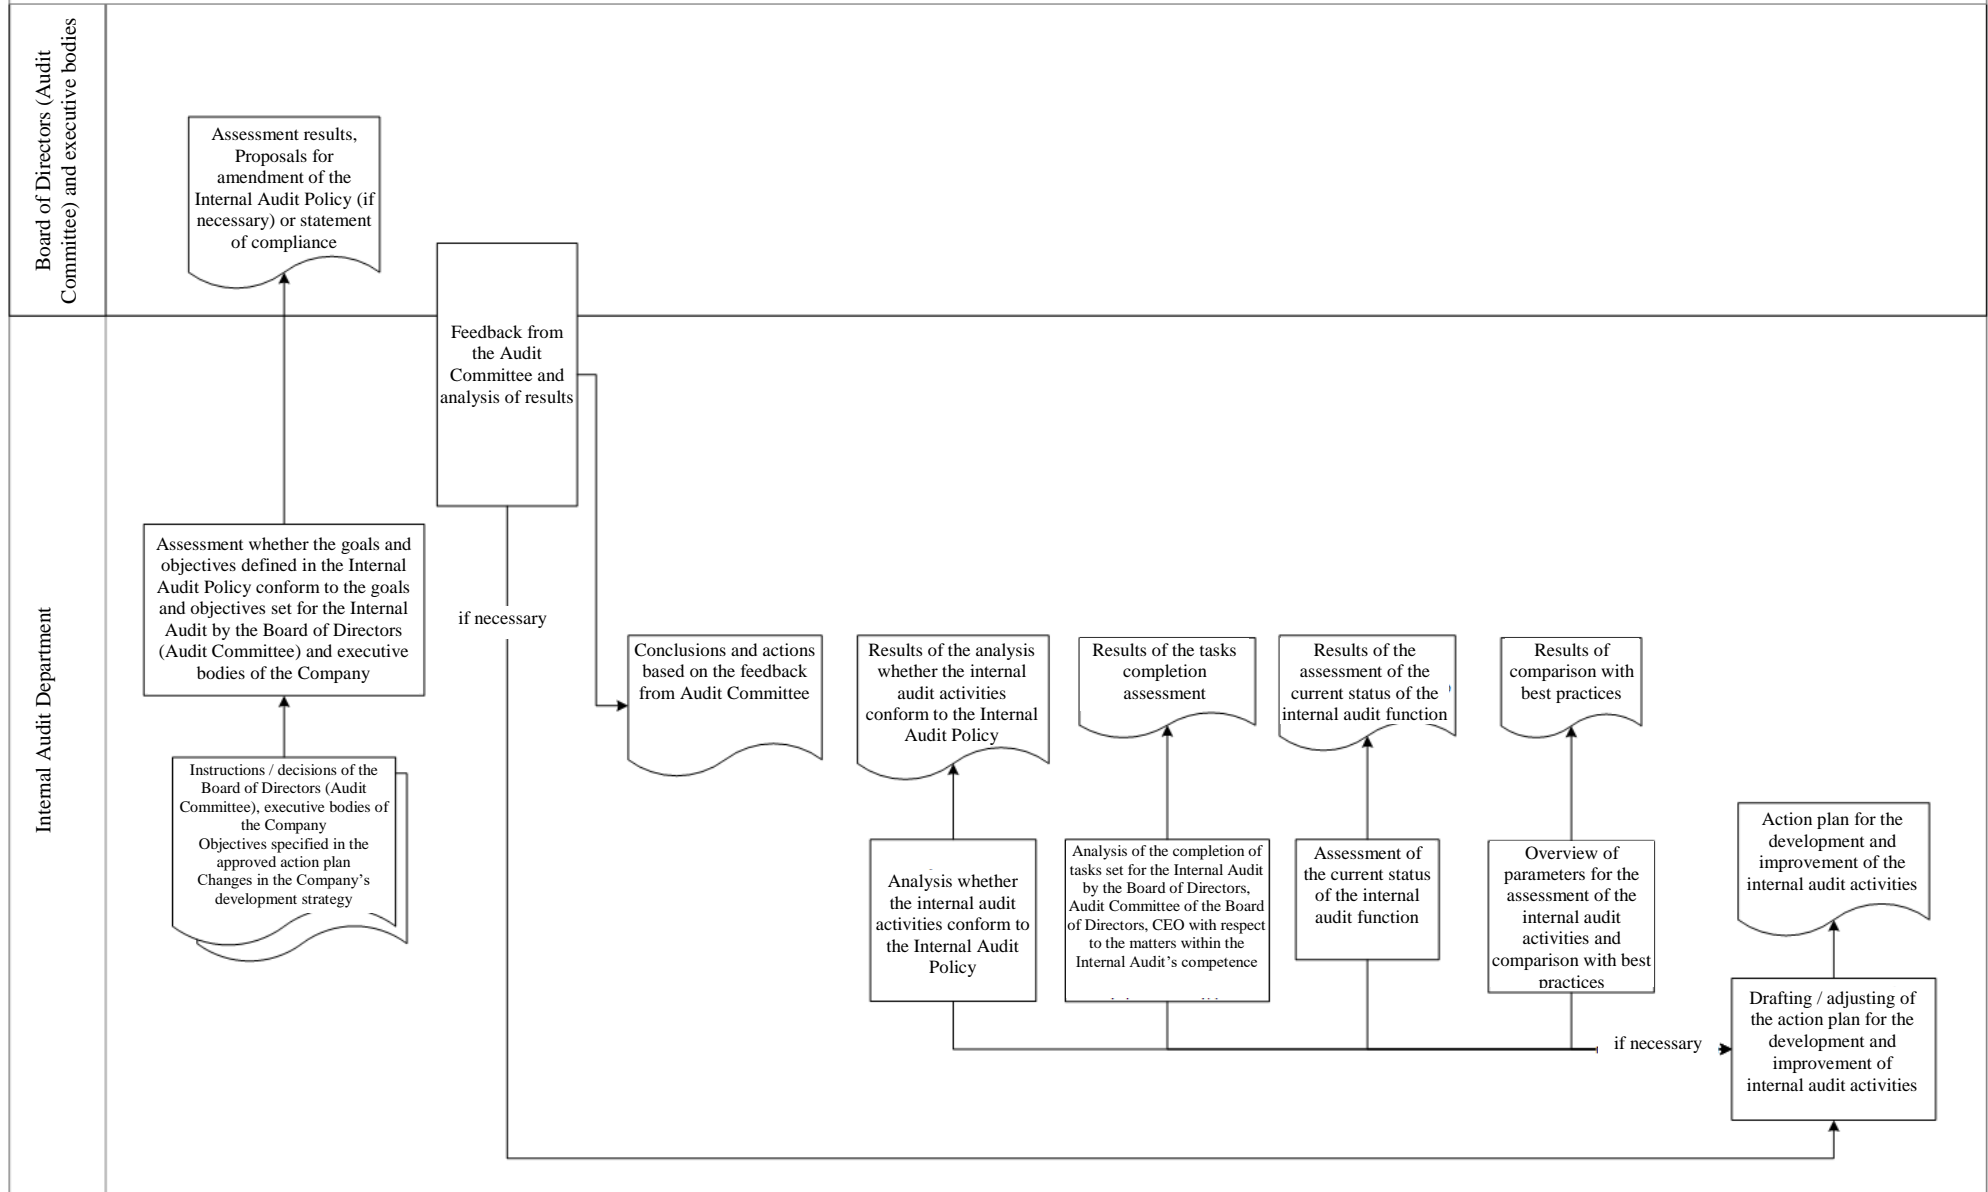 Board of Directors (Audit
Committee) and executive bodies
Assessment results,
Proposals for
amendment of the
Internal Audit Policy (if
necessary) or statement
of compliance
Feedback from
the Audit
Committee and
analysis of results
Internal Audit Department
Assessment whether the goals and
objectives defined in the Internal
Audit Policy conform to the goals
and objectives set for the Internal
Audit by the Board of Directors
(Audit Committee) and executive
bodies of the Company
Instructions / decisions of the
Board of Directors (Audit
Committee), executive bodies of
the Company
Objectives specified in the
approved action plan
Changes in the Company's
development strategy
if necessary
Conclusions and actions
based on the feedback
from Audit Committee
Results of the analysis
whether the internal
audit activities
conform to the Internal
Audit Policy
Results of the tasks
completion
assessment
Results of the
assessment of the
current status of the
internal audit function
Results of
comparison with
best practices
Analysis whether
the internal audit
activities conform to
the Internal Audit
Policy
Analysis of the completion of
tasks set for the Internal Audit
by the Board of Directors,
Audit Committee of the Board
of Directors, CEO with respect
to the matters within the
Internal Audit's competence
Assessment of
the current status
of the internal
audit function
Overview of
parameters for the
assessment of the
internal audit
activities and
comparison with best
practices
Action plan for the
development and
improvement of the
internal audit activities
if necessary
Drafting / adjusting of
the action plan for the
development and
improvement of
internal audit activities